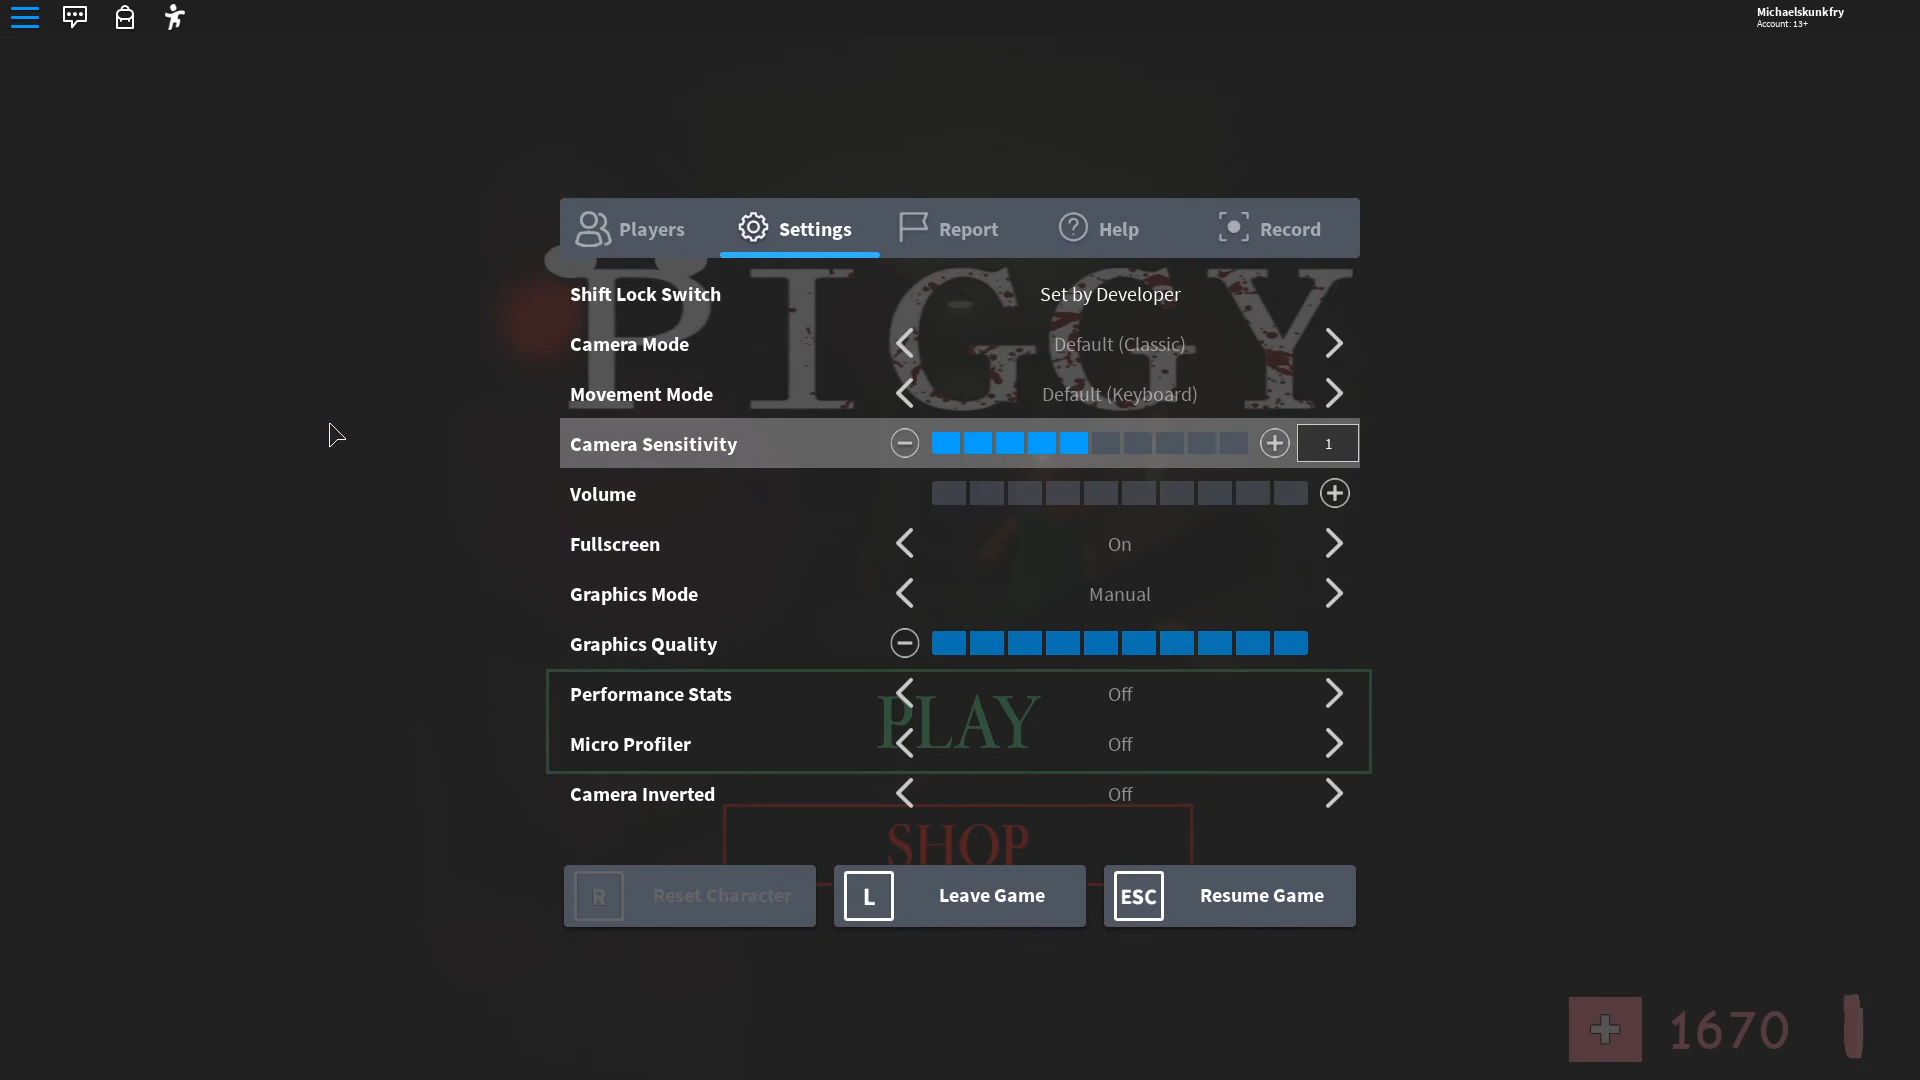 Michaelskunkfry
Account: 13+
Players
Settings
Report
Help
Record
PIGGY
Shift Lock Switch
Set by Developer
Camera Mode
Default (Classic)
Movement Mode
Default (Keyboard)
Camera Sensitivity
1
Volume
Fullscreen
On
Graphics Mode
Manual
Graphics Quality
Performance Stats
Off
PLAY
Micro Profiler
Off
Camera Inverted
Off
SHOP
R Reset Character
L Leave Game
ESC Resume Game
1670